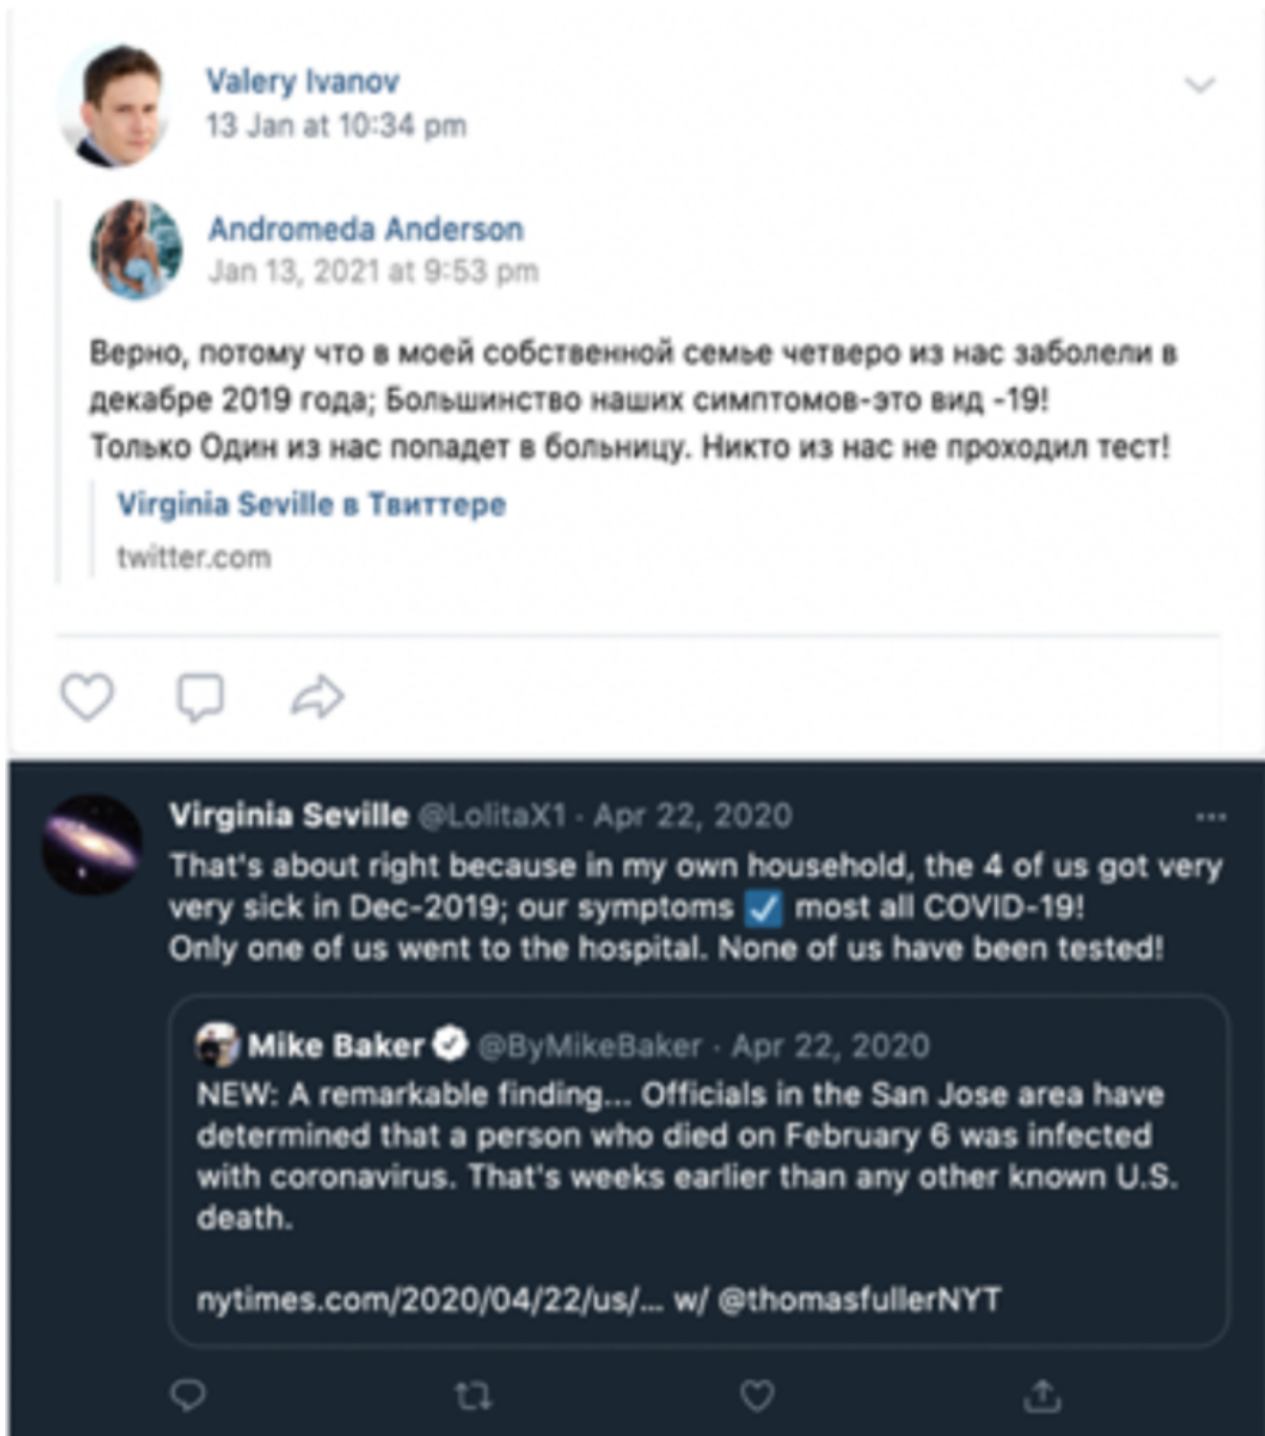 Valery Ivanov
13 Jan at 10:34 pm
Andromeda Anderson
Jan 13, 2021 at 9:53 pm
Верно, потому что в моей собственной семье четверо из нас заболели в
декабре 2019 года; Большинство наших симптомов-это вид -19!
Только Один из нас попадет в больницу. Никто из нас не проходил тест!
Virginia Seville в Твиттере
twitter.com
Virginia Seville @LolitaX1 · Apr 22, 2020
That's about right because in my own household, the 4 of us got very
very sick in Dec-2019; our symptoms ☑️ most all COVID-19!
Only one of us went to the hospital. None of us have been tested!
Mike Baker @ByMikeBaker · Apr 22, 2020
NEW: A remarkable finding... Officials in the San Jose area have
determined that a person who died on February 6 was infected
with coronavirus. That's weeks earlier than any other known U.S.
death.
nytimes.com/2020/04/22/us/... w/ @thomasfullerNYT